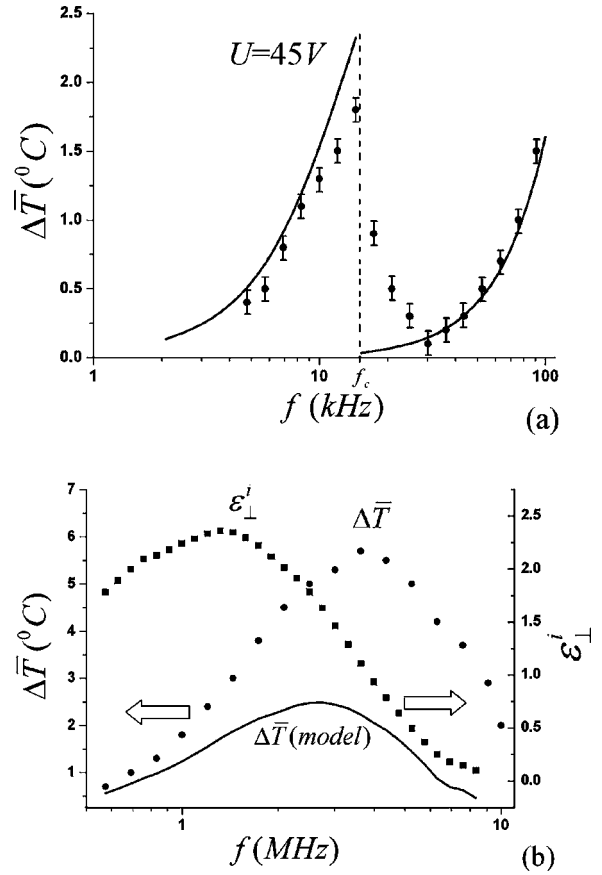 2.5
2.0
1.5
1.0
0.5
0.0
ΔT̅ (⁰C)
U=45V
1
10
f_c
100
f (kHz)
(a)
7
6
5
4
3
2
1
ΔT̅ (⁰C)
ε^i_⊥
ΔT̅
ΔT̅ (model)
2.5
2.0
1.5
1.0
0.5
0.0
ε^i_⊥
1
10
f (MHz)
(b)